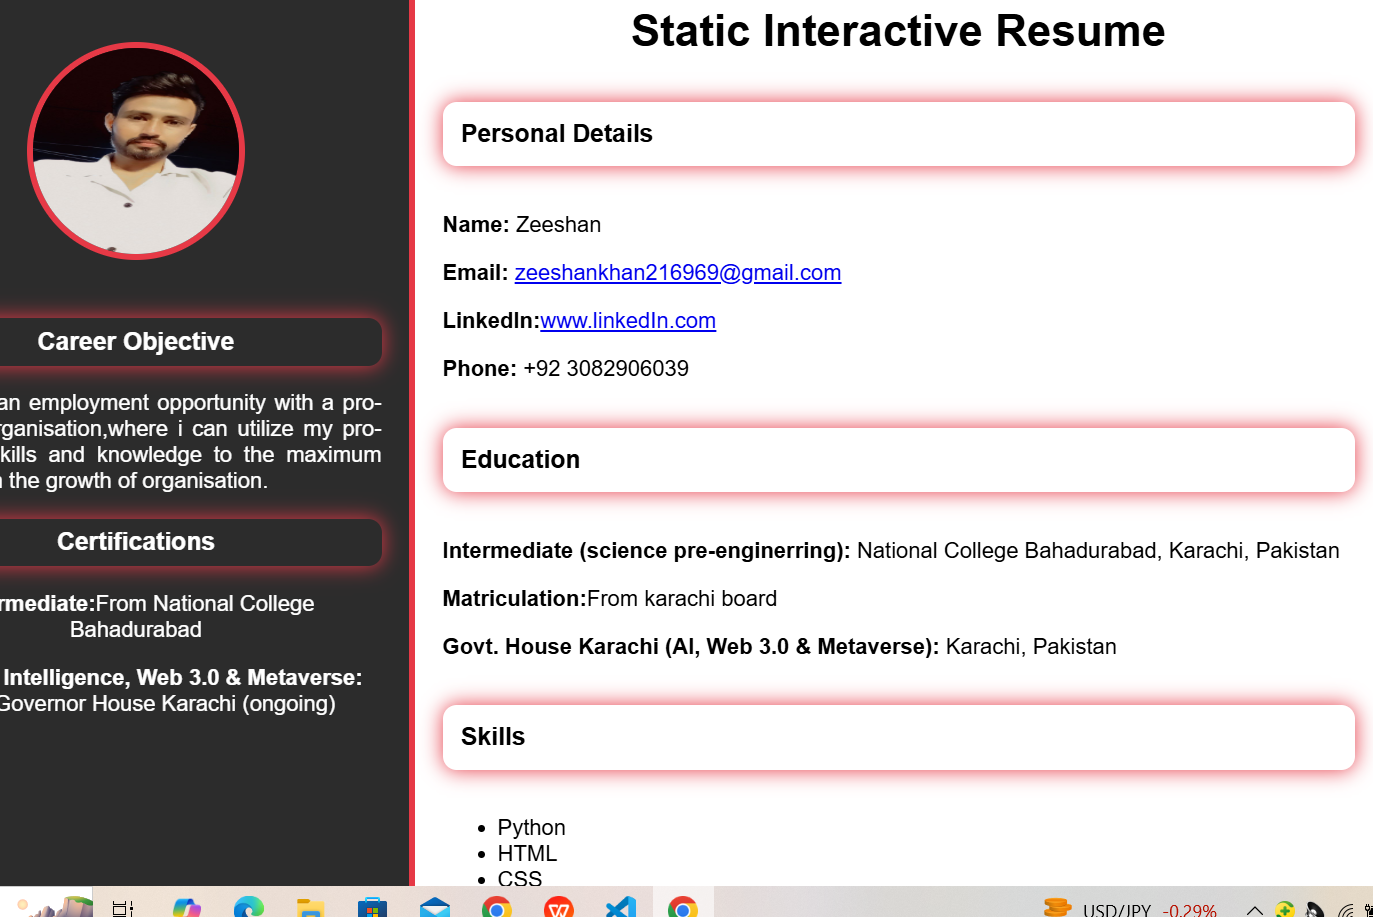 Static Interactive Resume
Career Objective
an employment opportunity with a pro-
rganisation,where i can utilize my pro-
kills and knowledge to the maximum
the growth of organisation.
Certifications
rmediate:From National College
Bahadurabad
Intelligence, Web 3.0 & Metaverse:
Governor House Karachi (ongoing)
Personal Details
Name: Zeeshan
Email: zeeshankhan216969@gmail.com
LinkedIn:www.linkedIn.com
Phone: +92 3082906039
Education
Intermediate (science pre-enginerring): National College Bahadurabad, Karachi, Pakistan
Matriculation:From karachi board
Govt. House Karachi (AI, Web 3.0 & Metaverse): Karachi, Pakistan
Skills
• Python
• HTML
• CSS
USD/JPY -0.29%